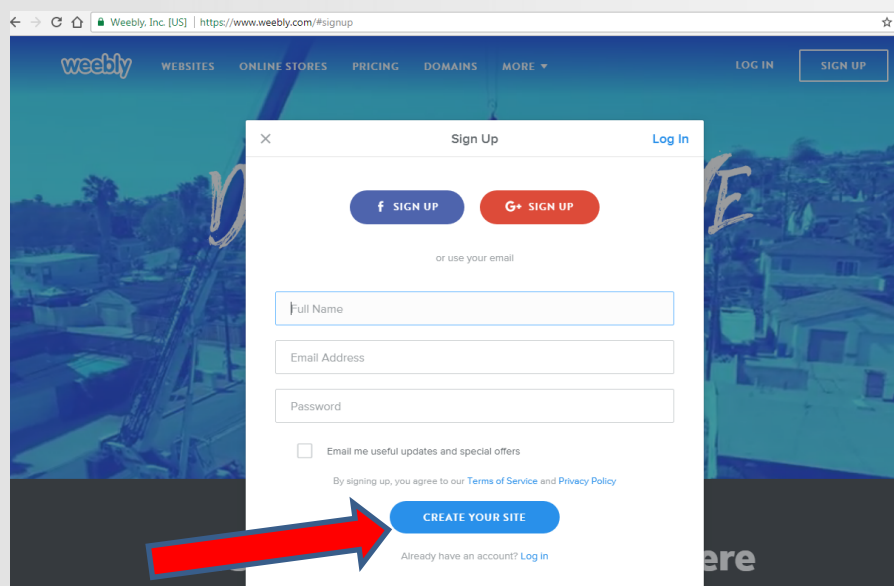 Weebly, Inc. [US] | https://www.weebly.com/#signup
weebly WEBSITES ONLINE STORES PRICING DOMAINS MORE LOG IN SIGN UP
Sign Up Log In
f SIGN UP G+ SIGN UP
or use your email
Full Name
Email Address
Password
Email me useful updates and special offers
By signing up, you agree to our Terms of Service and Privacy Policy
CREATE YOUR SITE
Already have an account? Log in
ere